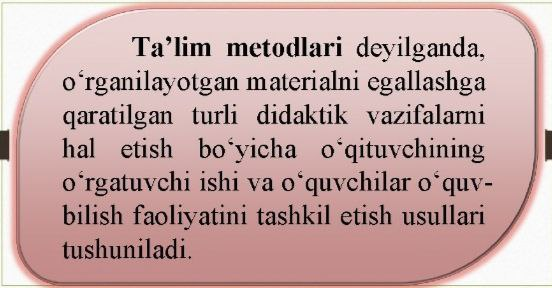 Ta’lim metodlari deyilganda,
o‘rganilayotgan materialni egallashga
qaratilgan turli didaktik vazifalarni
hal etish bo‘yicha o‘qituvchining
o‘rgatuvchi ishi va o‘quvchilar o‘quv-
bilish faoliyatini tashkil etish usullari
tushuniladi.